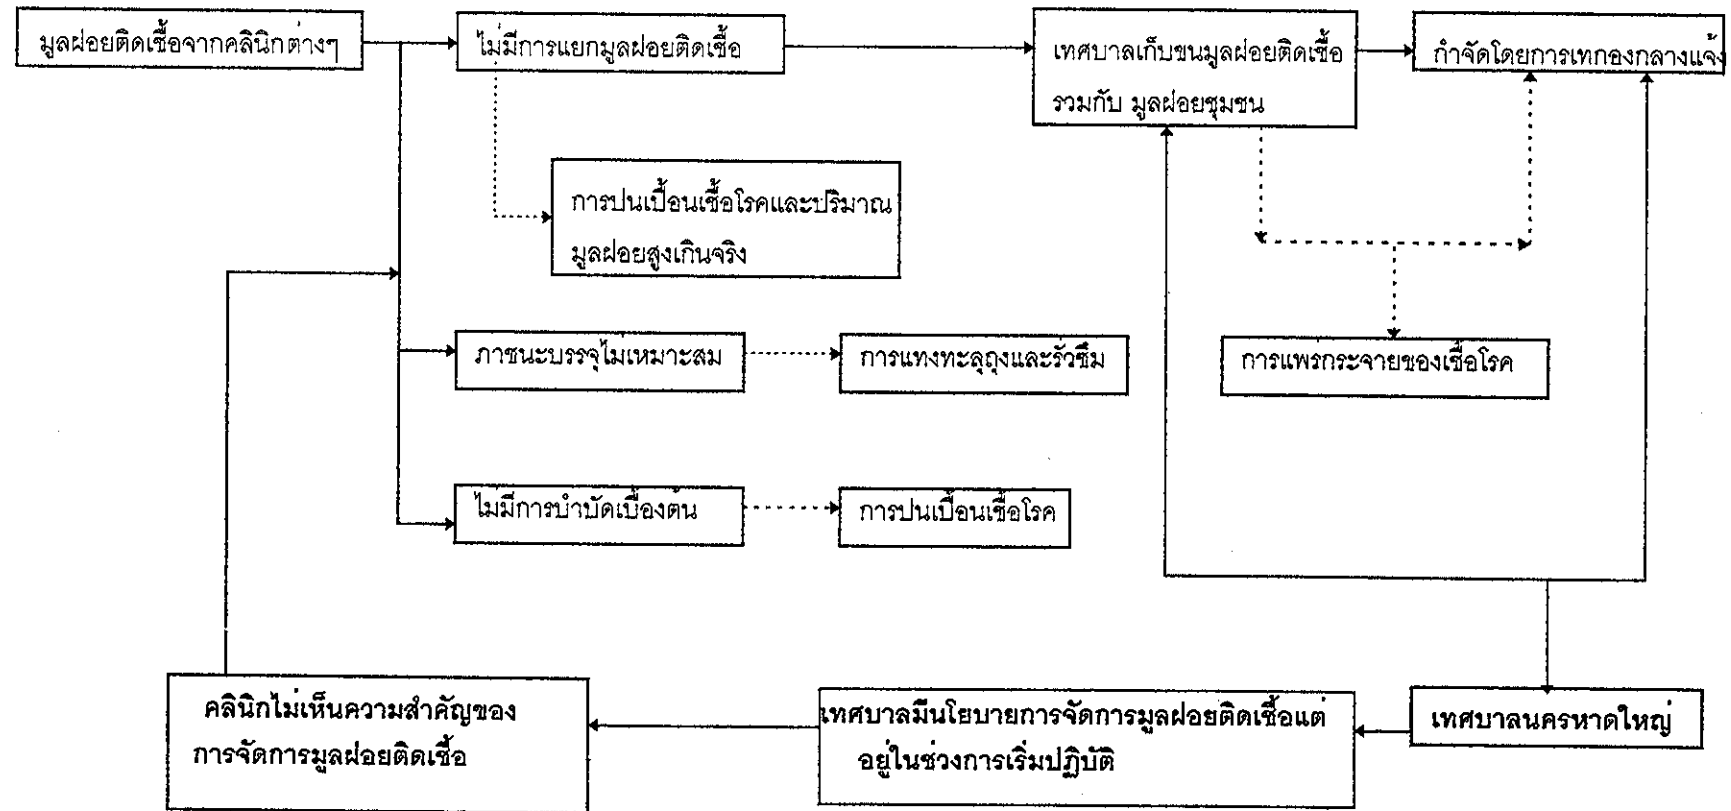 มูลฝอยติดเชื้อจากคลินิกต่างๆ
ไม่มีการแยกมูลฝอยติดเชื้อ
เทศบาลเก็บขนมูลฝอยติดเชื้อ
รวมกับ มูลฝอยชุมชน
กำจัดโดยการเทกองกลางแจ้ง
การปนเปื้อนเชื้อโรคและปริมาณ
มูลฝอยสูงเกินจริง
ภาชนะบรรจุไม่เหมาะสม
การแทงทะลุถุงและรั่วซึม
การแพรกระจายของเชื้อโรค
ไม่มีการบำบัดเบื้องต้น
การปนเปื้อนเชื้อโรค
คลินิกไม่เห็นความสำคัญของ
การจัดการมูลฝอยติดเชื้อ
เทศบาลมีนโยบายการจัดการมูลฝอยติดเชื้อแต่
อยู่ในช่วงการเริ่มปฏิบัติ
เทศบาลนครหาดใหญ่